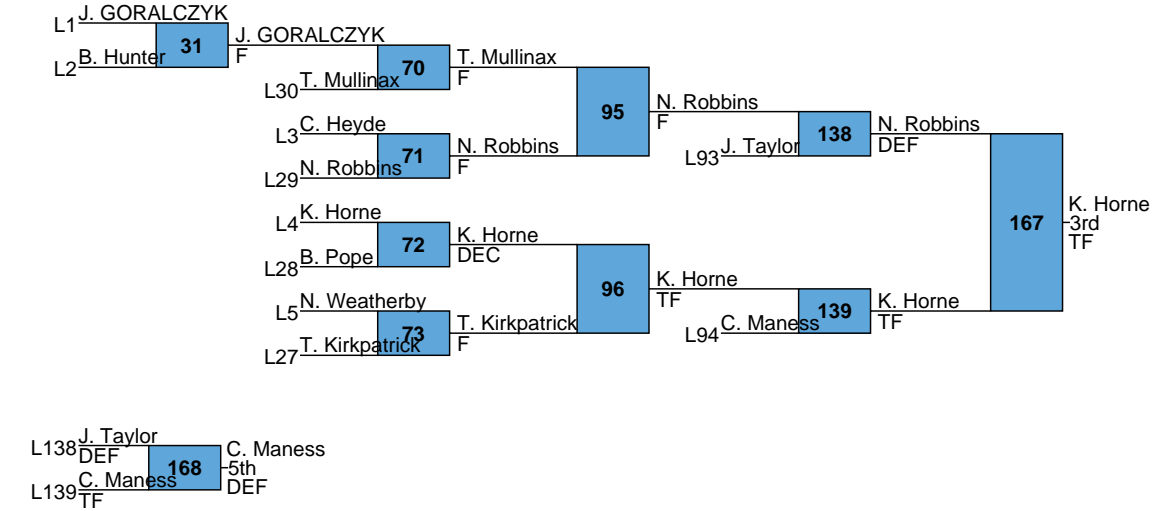 J. GORALCZYK
L1
31
J. GORALCZYK
F
B. Hunter
L2
70
T. Mullinax
F
T. Mullinax
L30
95
N. Robbins
F
C. Heyde
L3
71
N. Robbins
F
N. Robbins
L29
138
N. Robbins
DEF
J. Taylor
L93
K. Horne
L4
72
K. Horne
DEC
B. Pope
L28
96
K. Horne
TF
N. Weatherby
L5
73
T. Kirkpatrick
F
T. Kirkpatrick
L27
139
K. Horne
TF
C. Maness
L94
167
K. Horne
3rd
TF
J. Taylor
L138
DEF
168
C. Maness
5th
DEF
C. Maness
L139
TF